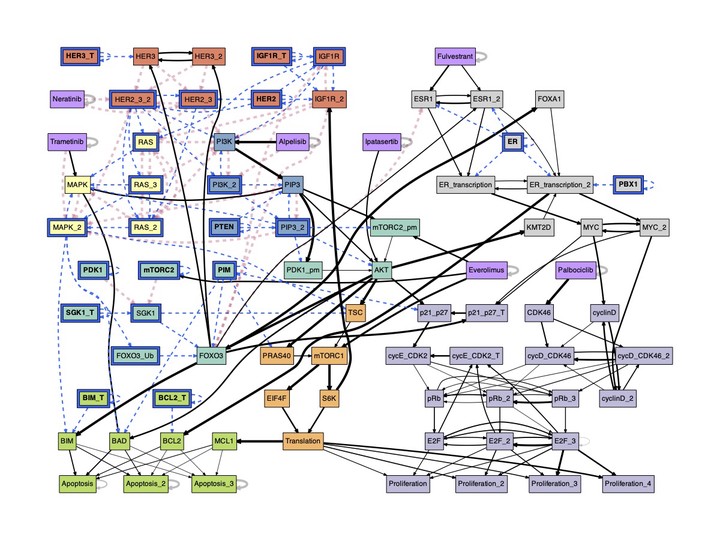 HER3_T HER3 HER3_2 IGF1R_T IGF1R Fulvestrant
Neratinib HER2_3_2 HER2_3 HER2 IGF1R_2 ESR1 ESR1_2 FOXA1
Trametinib RAS PI3K Alpelisib Ipatasertib ER
MAPK RAS_3 PI3K_2 PIP3 ER_transcription ER_transcription_2 PBX1
MAPK_2 RAS_2 PTEN PIP3_2 mTORC2_pm KMT2D MYC MYC_2
PDK1 mTORC2 PIM PDK1_pm AKT Everolimus Palbociclib
SGK1_T SGK1 TSC p21_p27 p21_p27_T CDK46 cyclinD
FOXO3_Ub FOXO3 PRAS40 mTORC1 cycE_CDK2 cycE_CDK2_T cycD_CDK46 cycD_CDK46_2
BIM_T BCL2_T EIF4F S6K pRb pRb_2 pRb_3 cyclinD_2
BIM BAD BCL2 MCL1 Translation E2F E2F_2 E2F_3
Apoptosis Apoptosis_2 Apoptosis_3 Proliferation Proliferation_2 Proliferation_3 Proliferation_4